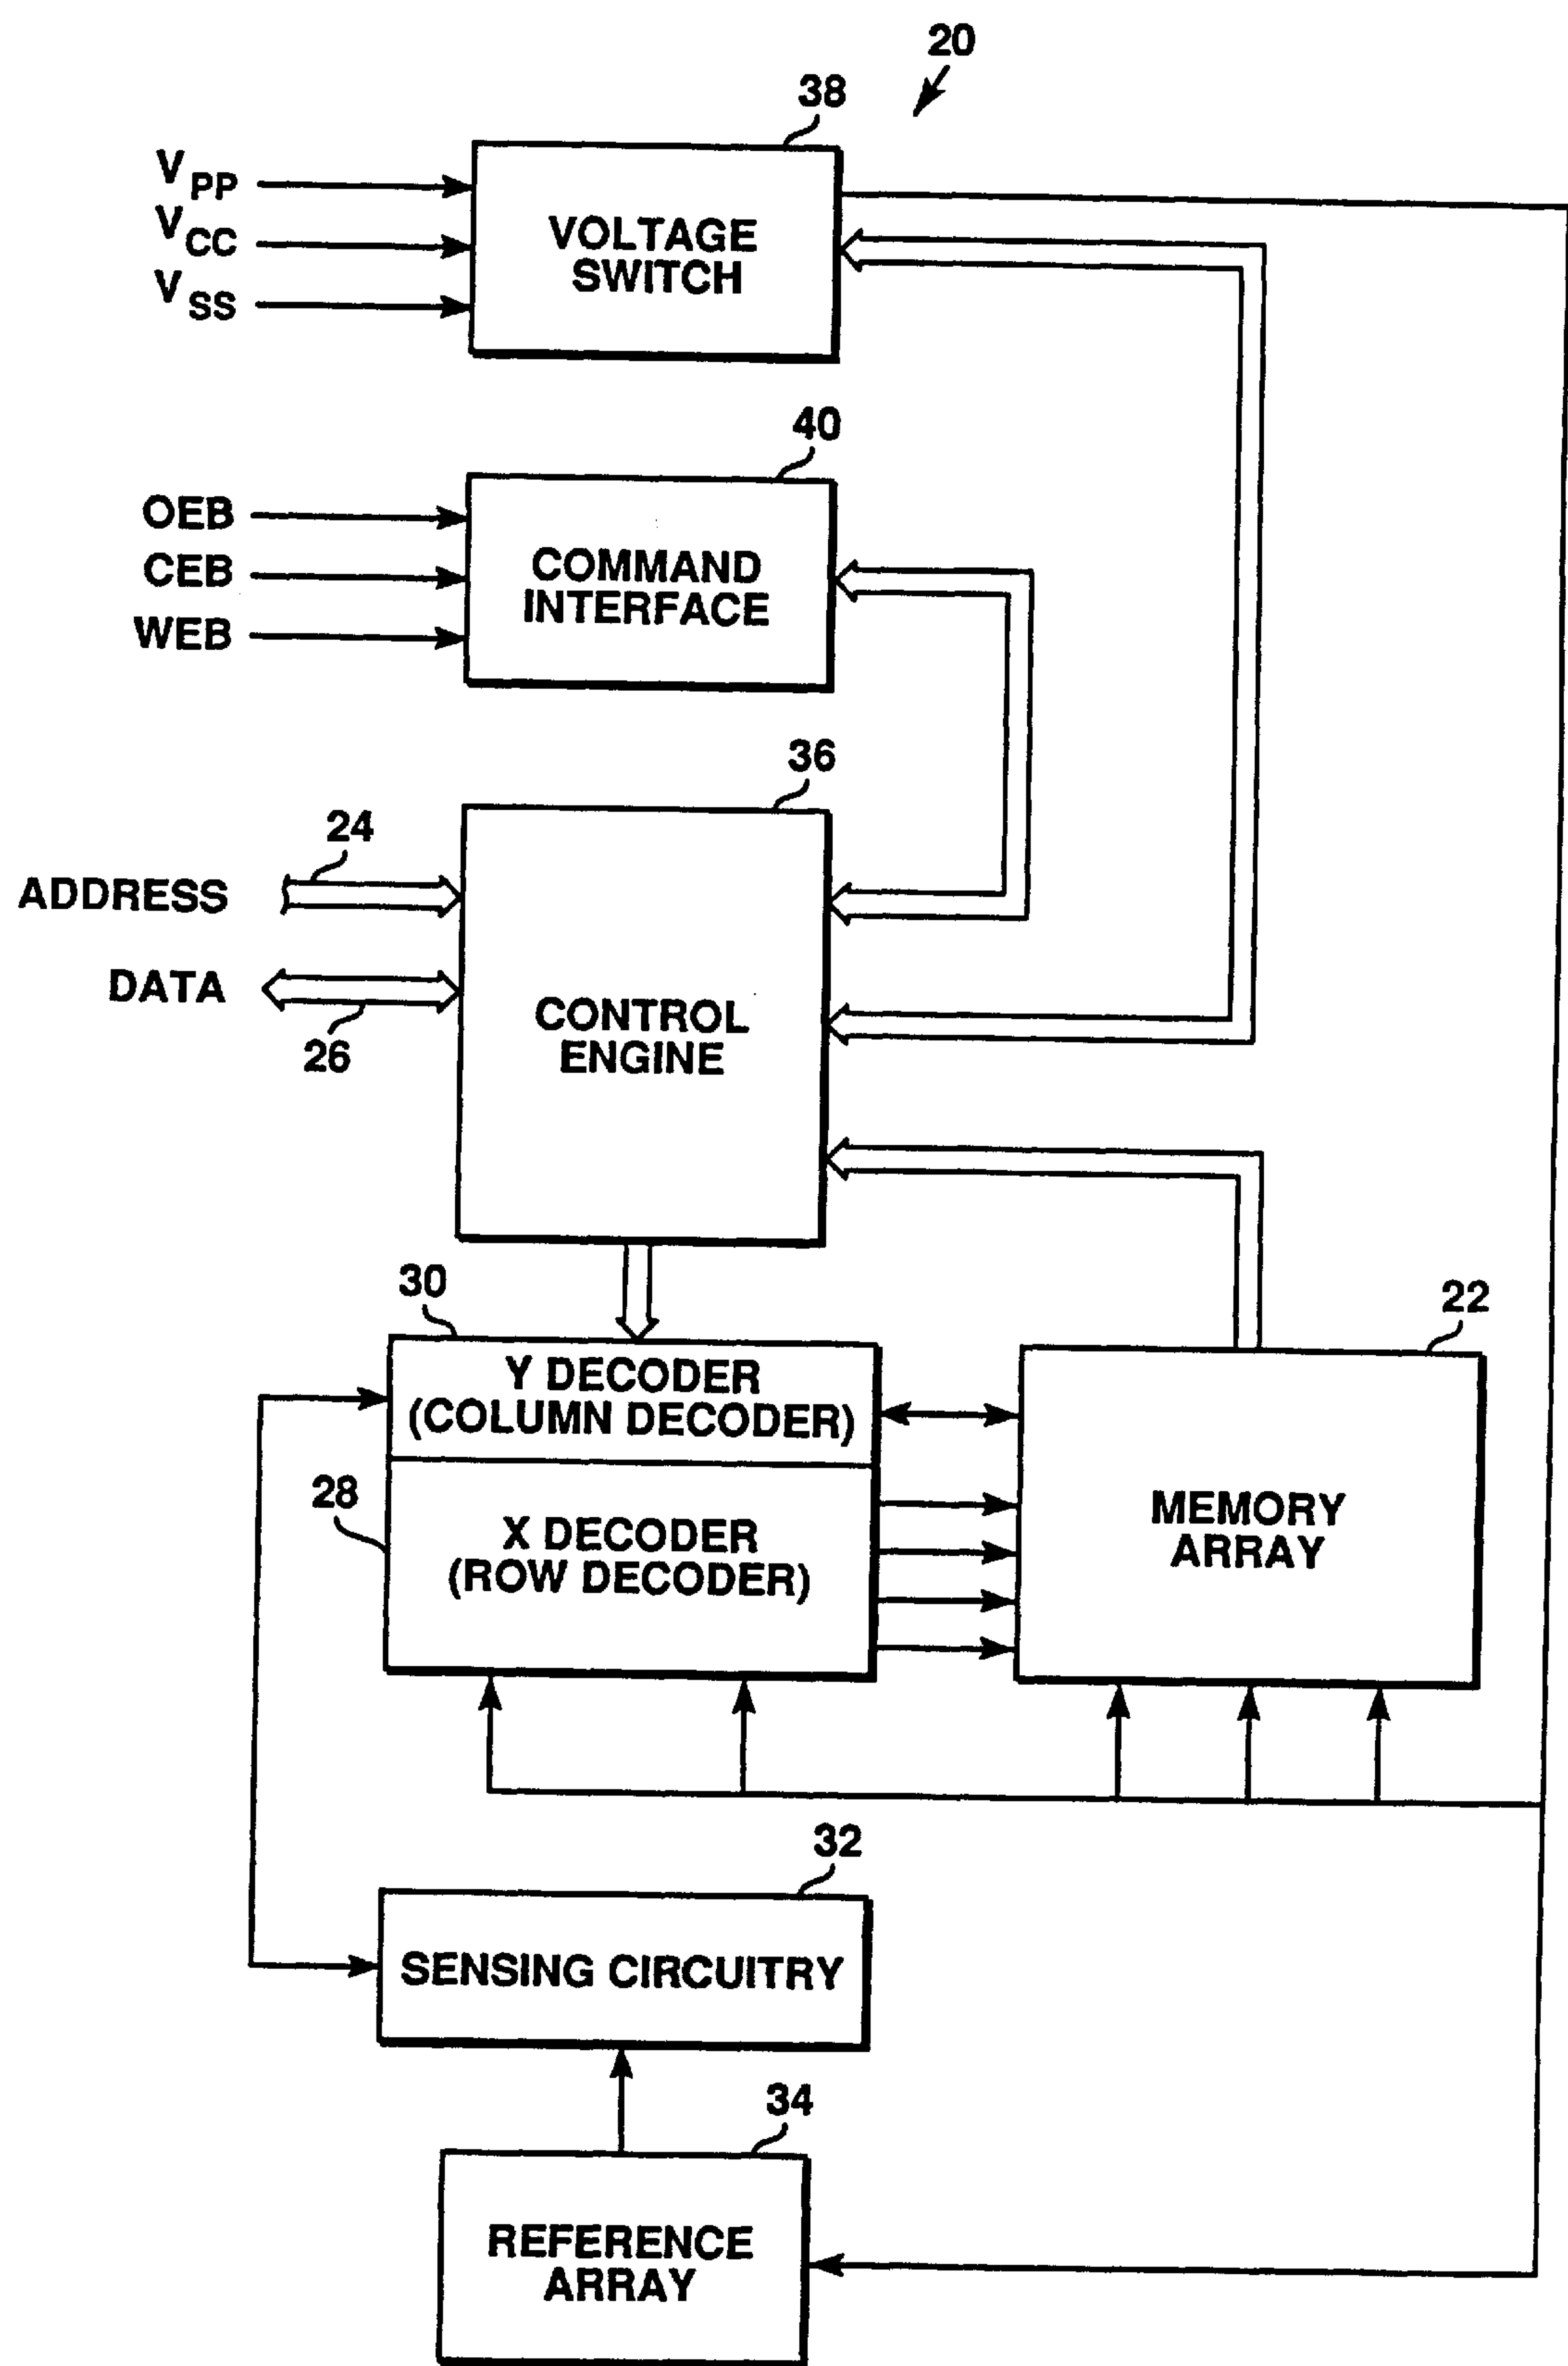 20
38
VPP
VCC
VSS
VOLTAGE
SWITCH
40
OEB
CEB
WEB
COMMAND
INTERFACE
36
24
ADDRESS
DATA
26
CONTROL
ENGINE
30
22
Y DECODER
(COLUMN DECODER)
28
X DECODER
(ROW DECODER)
MEMORY
ARRAY
32
SENSING CIRCUITRY
34
REFERENCE
ARRAY